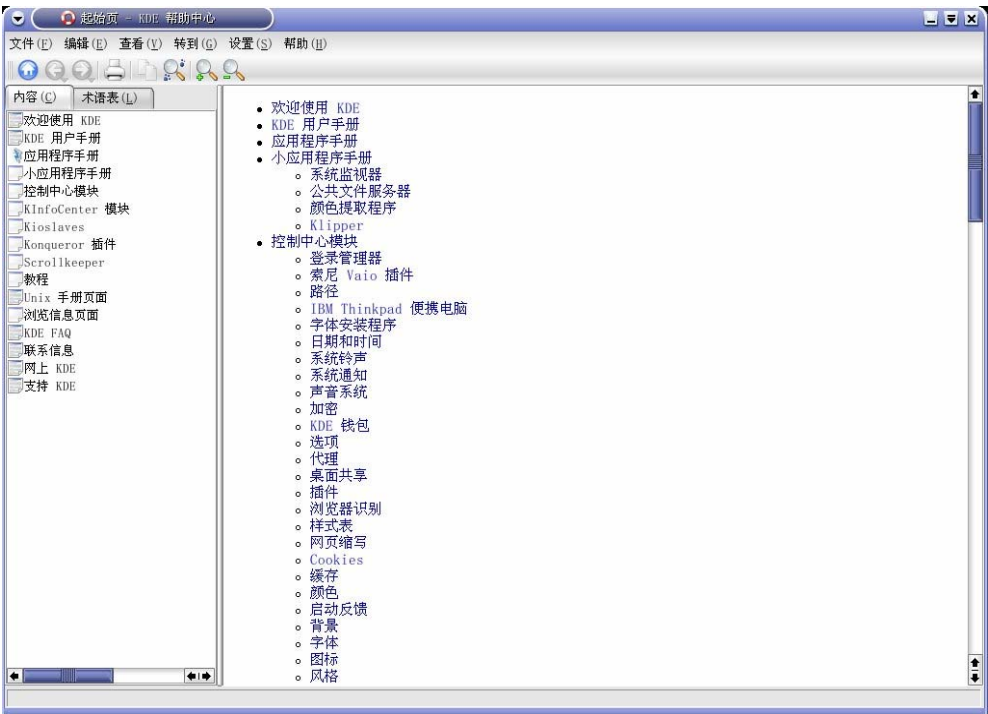 起始页 - KDE 帮助中心
文件(F) 编辑(E) 查看(V) 转到(G) 设置(S) 帮助(H)
内容(C) 术语表(L)
欢迎使用 KDE
KDE 用户手册
应用程序手册
小应用程序手册
控制中心模块
KInfoCenter 模块
Kioslaves
Konqueror 插件
Scrollkeeper
教程
Unix 手册页面
浏览信息页面
KDE FAQ
联系信息
网上 KDE
支持 KDE
欢迎使用 KDE
KDE 用户手册
应用程序手册
小应用程序手册
系统监视器
公共文件服务器
颜色提取程序
Klipper
控制中心模块
登录管理器
索尼 Vaio 插件
路径
IBM Thinkpad 便携电脑
字体安装程序
日期和时间
系统铃声
系统通知
声音系统
加密
KDE 钱包
选项
代理
桌面共享
插件
浏览器识别
样式表
网页缩写
Cookies
缓存
颜色
启动反馈
背景
字体
图标
风格